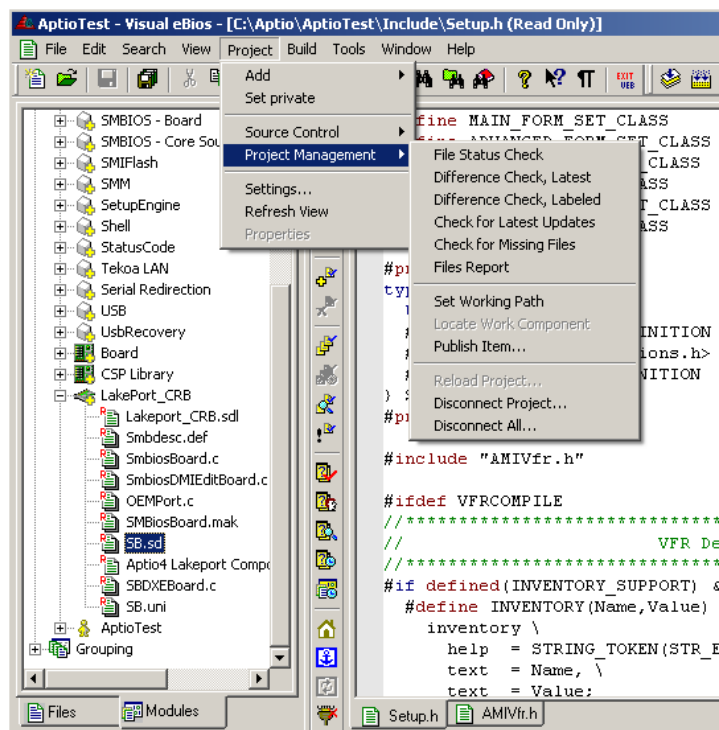 AptioTest - Visual eBios - [C:\Aptio\AptioTest\Include\Setup.h (Read Only)]
File Edit Search View Project Build Tools Window Help
EXIT
VEB
Add
Set private
Source Control
Project Management
Settings...
Refresh View
Properties
File Status Check
Difference Check, Latest
Difference Check, Labeled
Check for Latest Updates
Check for Missing Files
Files Report
Set Working Path
Locate Work Component
Publish Item...
Reload Project...
Disconnect Project...
Disconnect All...
SMBIOS - Board
SMBIOS - Core Sou
SMIFlash
SMM
SetupEngine
Shell
StatusCode
Tekoa LAN
Serial Redirection
USB
UsbRecovery
Board
CSP Library
LakePort_CRB
Lakeport_CRB.sdl
Smbdesc.def
SmbiosBoard.c
SmbiosDMIEditBoard.c
OEMPort.c
SMBiosBoard.mak
SB.sd
Aptio4 Lakeport Compo
SBDXEBoard.c
SB.uni
AptioTest
Grouping
Files
Modules
fine MAIN_FORM_SET_CLASS
ADVANCED_FORM_SET_CLASS
CLASS
ASS
T_CLASS
ASS
#p
typ
INITION
ions.h>
NITION
} S
#p
#include "AMIVfr.h"
#ifdef VFRCOMPILE
//*******************************
// VFR De
//*******************************
#if defined(INVENTORY_SUPPORT) &
#define INVENTORY(Name,Value)
inventory \
help = STRING_TOKEN(STR_E
text = Name, \
text = Value;
Setup.h
AMIVfr.h